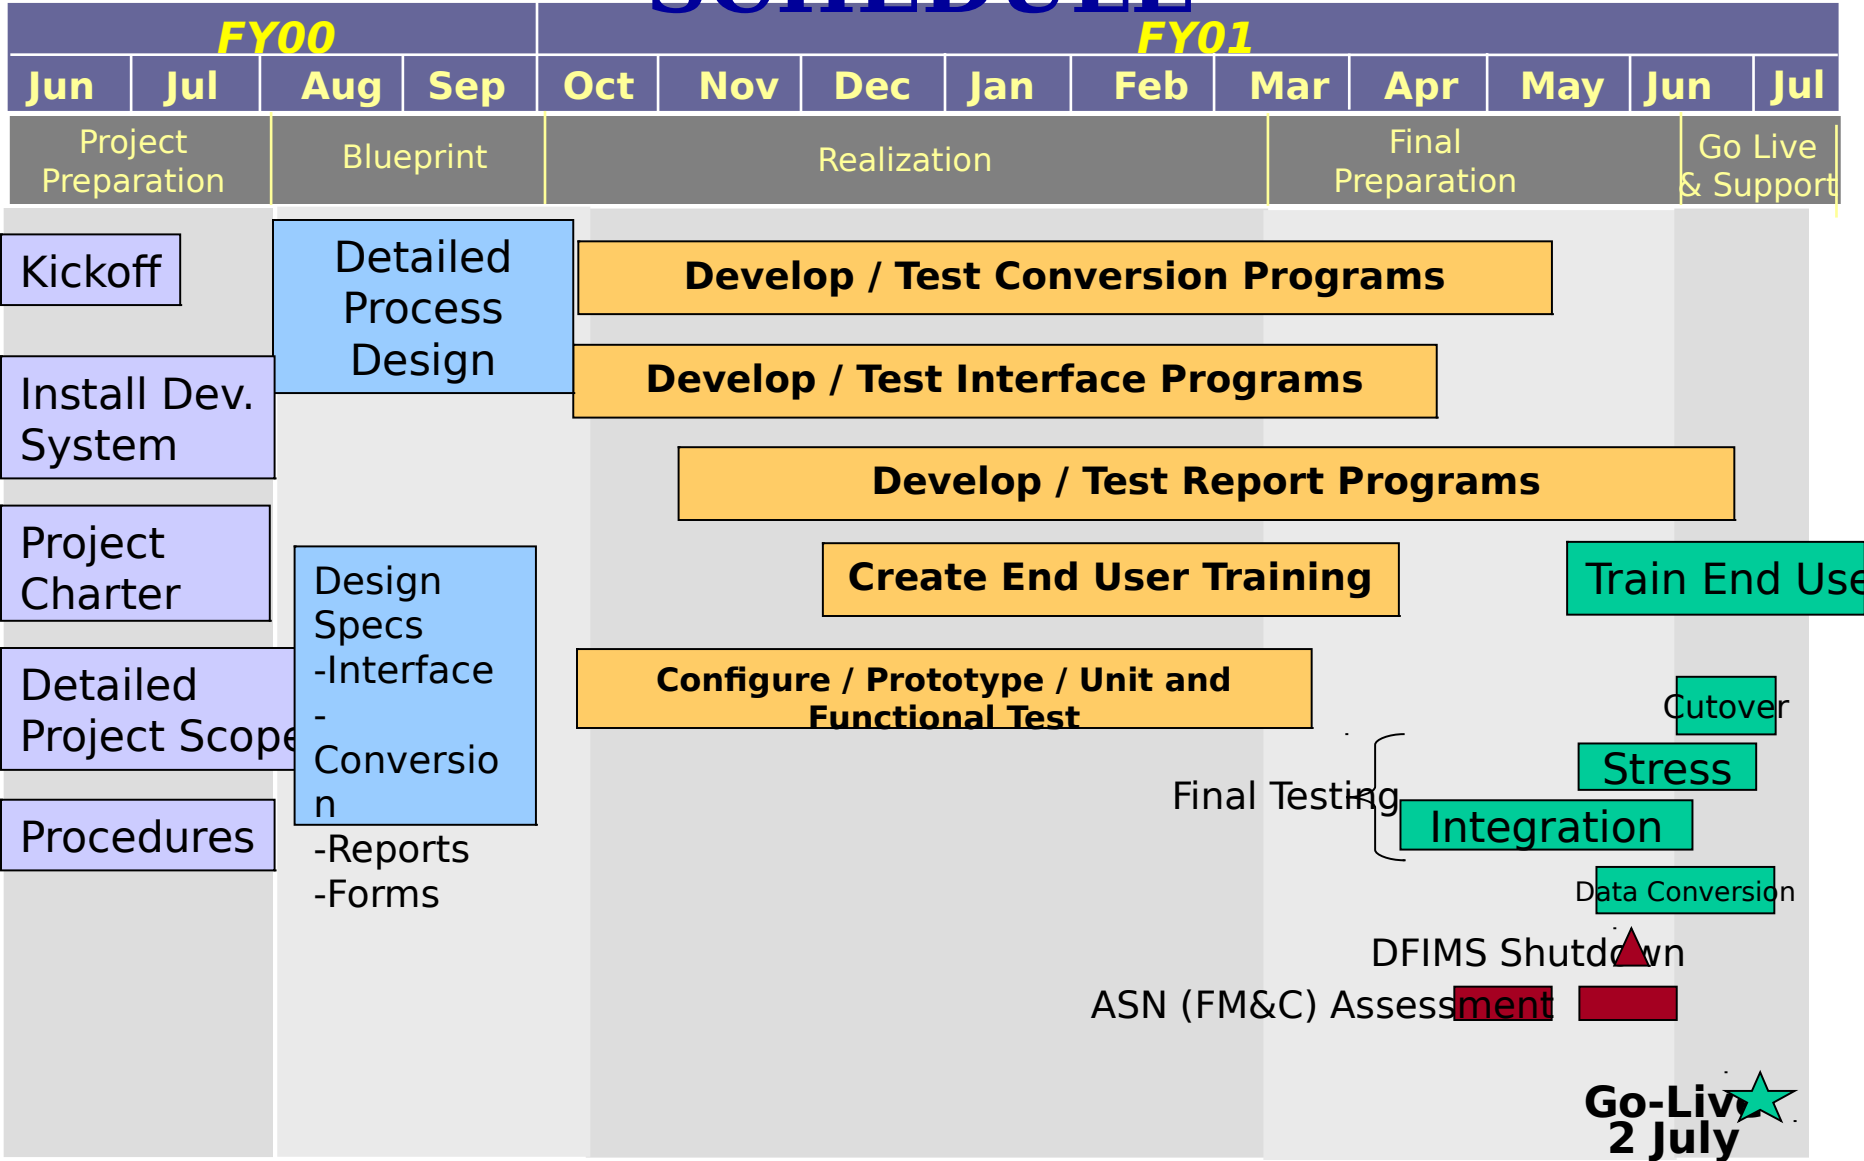 SCHEDULE
FY00
FY01
Jun
Jul
Aug
Sep
Oct
Nov
Dec
Jan
Feb
Mar
Apr
May
Jun
Jul
Project
Preparation
Blueprint
Realization
Final
Preparation
Go Live
& Support
Kickoff
Install Dev.
System
Project
Charter
Detailed
Project Scope
Procedures
Detailed
Process
Design
Design
Specs
-Interface
-
Conversio
n
-Reports
-Forms
Develop / Test Conversion Programs
Develop / Test Interface Programs
Develop / Test Report Programs
Create End User Training
Configure / Prototype / Unit and
Functional Test
Train End Use
Cutover
Stress
Final Testing
Integration
Data Conversion
DFIMS Shutdown
ASN (FM&C) Assessment
Go-Live
2 July